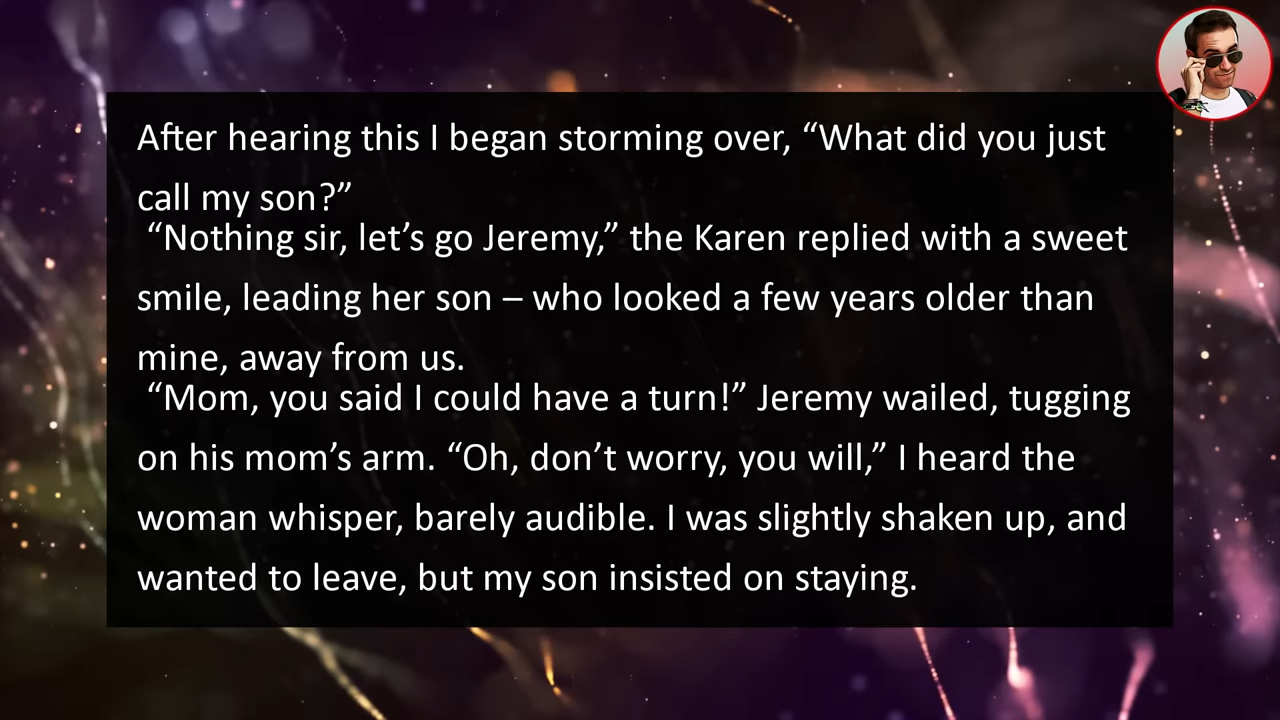 After hearing this I began storming over, “What did you just
call my son?”
“Nothing sir, let’s go Jeremy,” the Karen replied with a sweet
smile, leading her son – who looked a few years older than
mine, away from us.
“Mom, you said I could have a turn!” Jeremy wailed, tugging
on his mom’s arm. “Oh, don’t worry, you will,” I heard the
woman whisper, barely audible. I was slightly shaken up, and
wanted to leave, but my son insisted on staying.